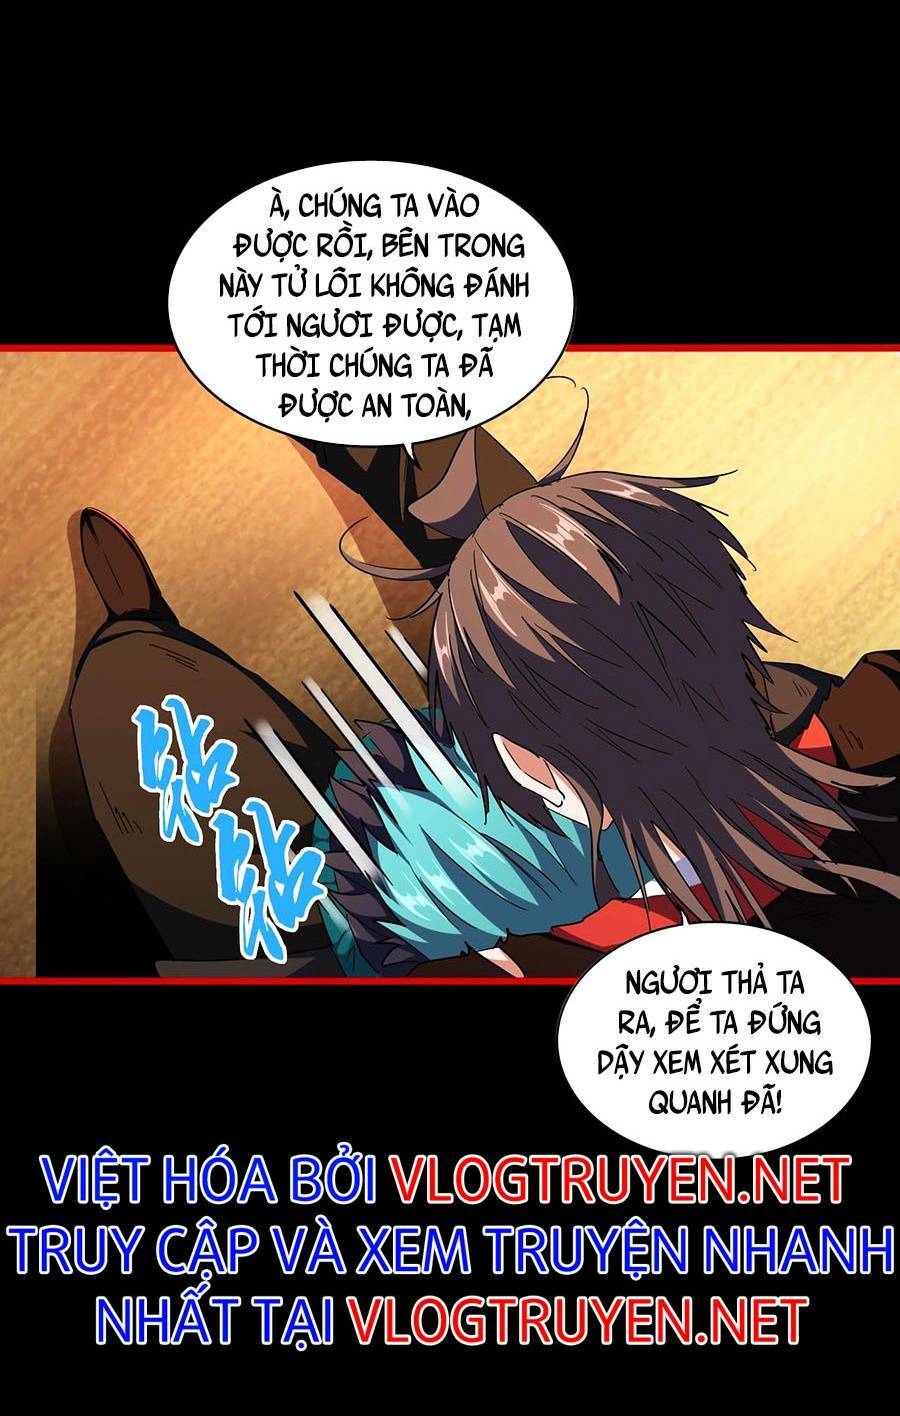 À, CHÚNG TA VÀO
ĐƯỢC RỒI, BÊN TRONG
NÀY TỬ LÔI KHÔNG ĐÁNH
TỚI NGƯƠI ĐƯỢC, TẠM
THỜI CHÚNG TA ĐÃ
ĐƯỢC AN TOÀN,
钻
钻
NGƯƠI THẢ TA
RA, ĐỂ TA ĐỨNG
DẬY XEM XÉT XUNG
QUANH ĐÃ!
VIỆT HÓA BỞI VLOGTRUYEN.NET
TRUY CẬP VÀ XEM TRUYỆN NHANH
NHẤT TẠI VLOGTRUYEN.NET